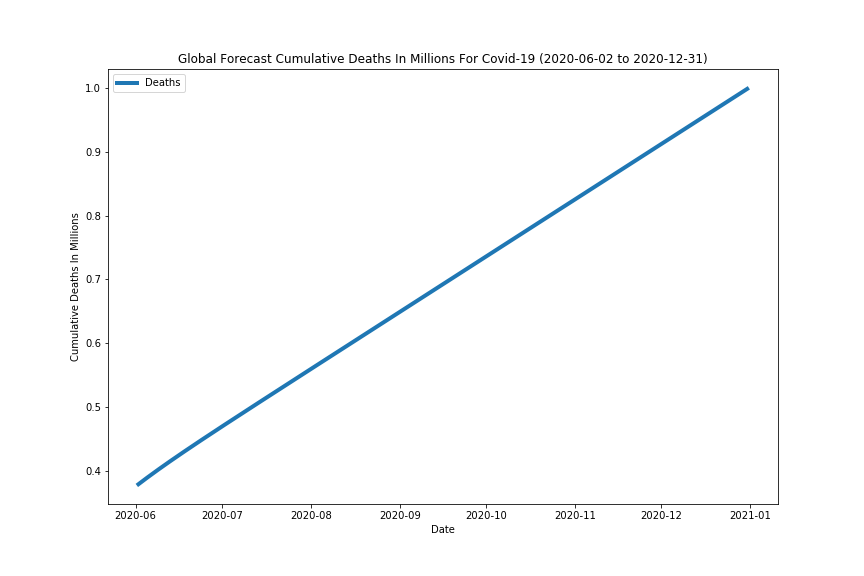 Global Forecast Cumulative Deaths In Millions For Covid-19 (2020-06-02 to 2020-12-31)
Deaths
Cumulative Deaths In Millions
1.0
0.9
0.8
0.7
0.6
0.5
0.4
2020-06 2020-07 2020-08 2020-09 2020-10 2020-11 2020-12 2021-01
Date